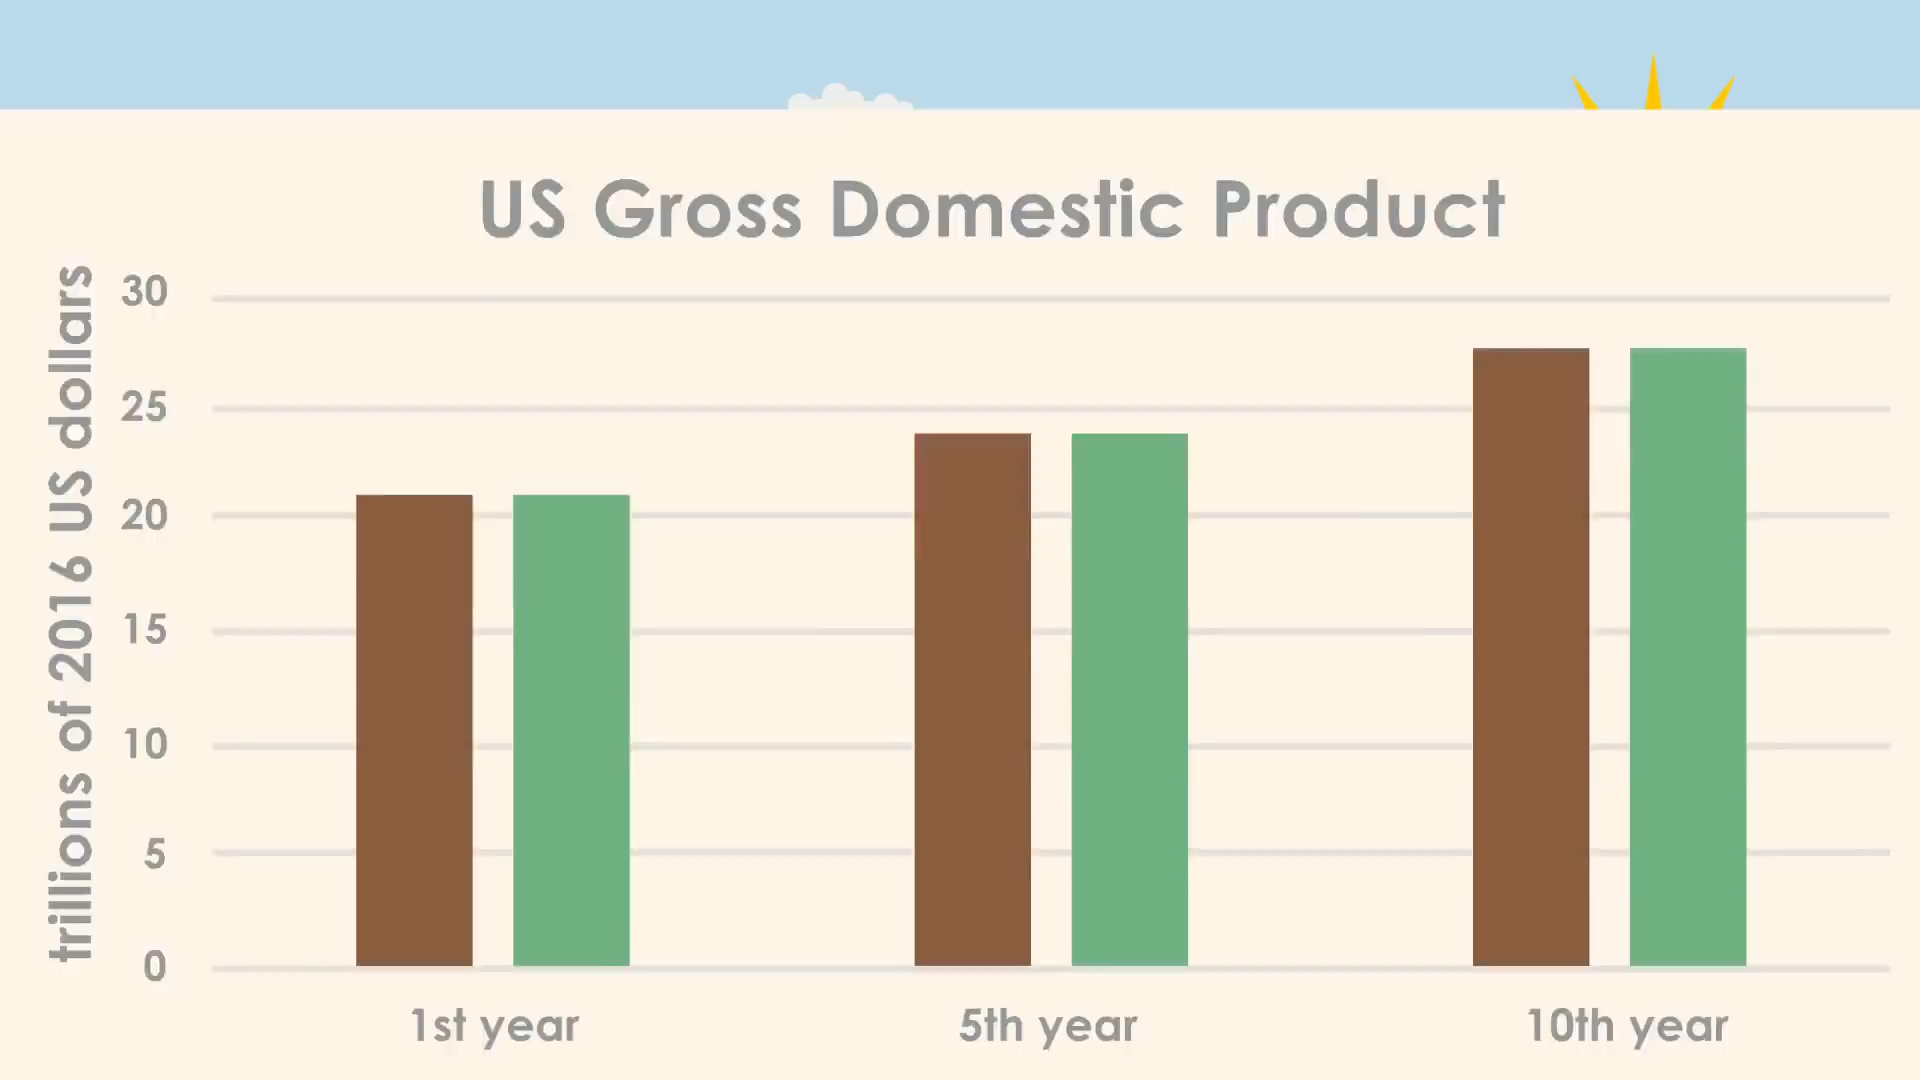 US Gross Domestic Product
trillions of 2016 US dollars
30
25
20
15
10
5
0
1st year
5th year
10th year